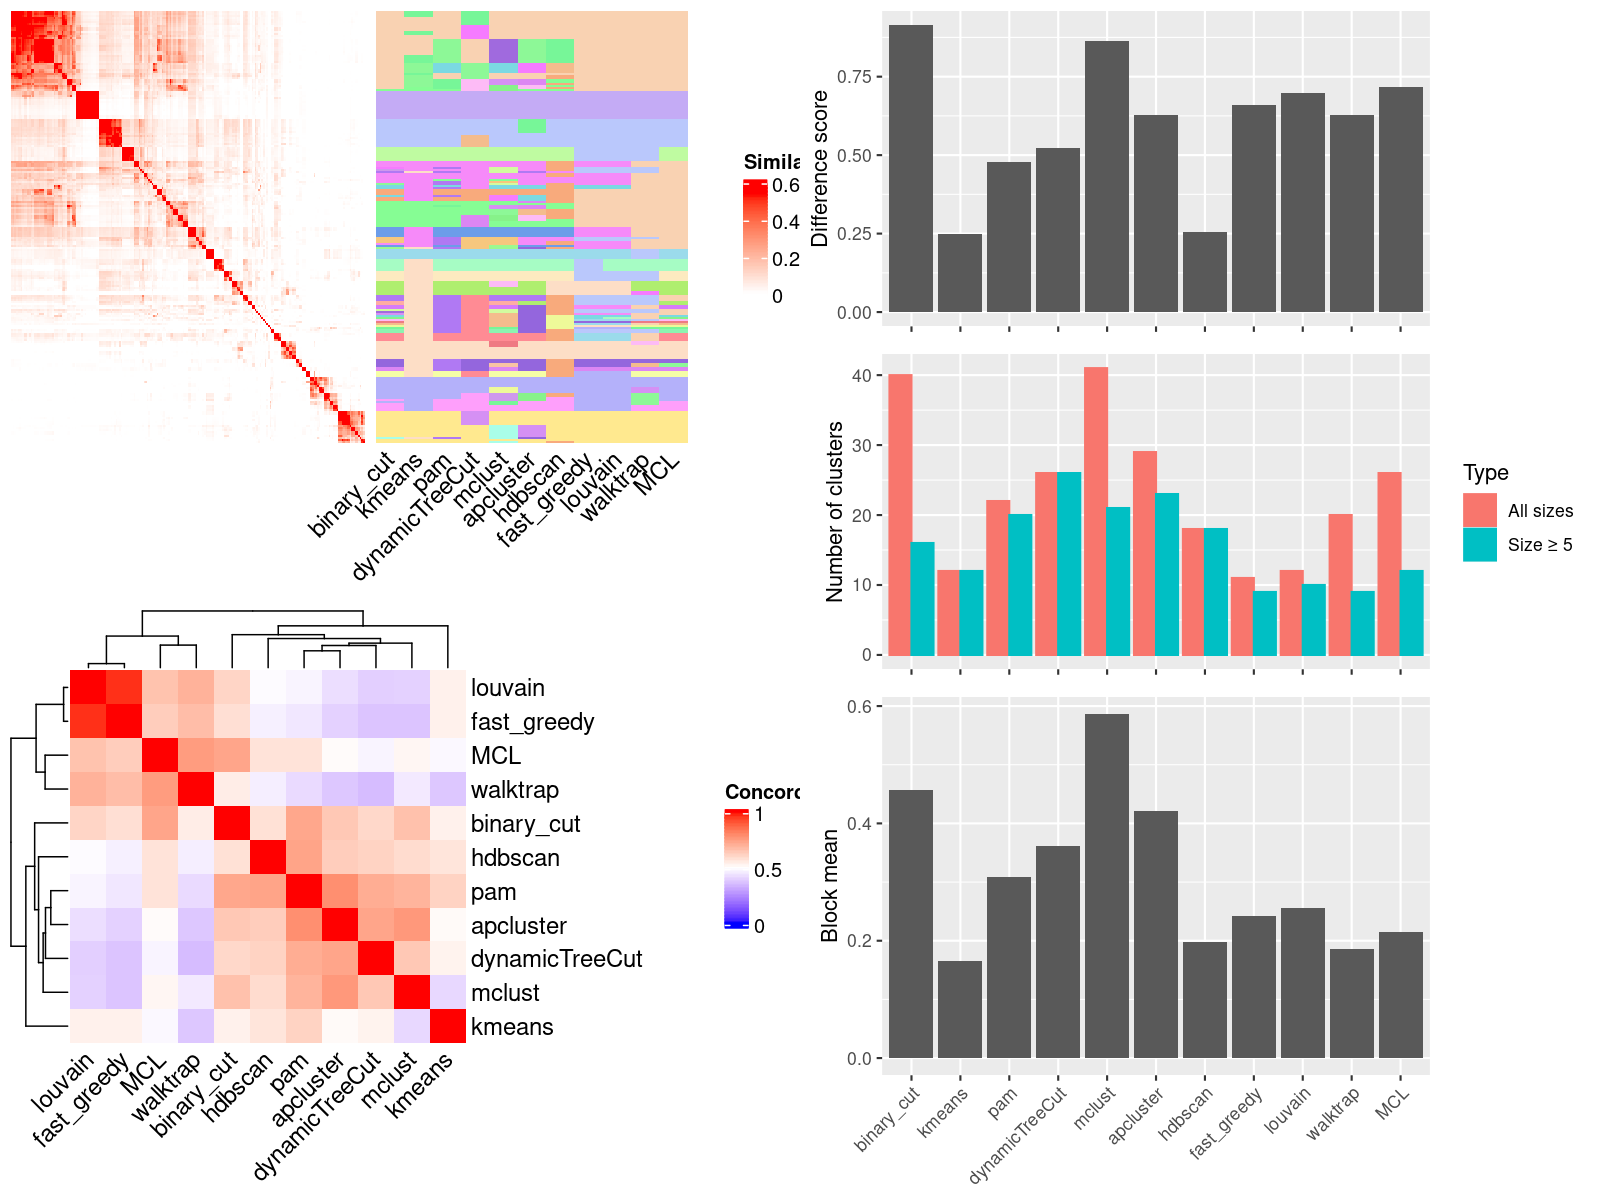 Simila
0.6
0.4
0.2
0
binary_cut
kmeans
pam
dynamicTreeCut
mclust
apcluster
hdbscan
fast_greedy
louvain
walktrap
MCL
louvain
fast_greedy
MCL
walktrap
binary_cut
hdbscan
pam
apcluster
dynamicTreeCut
mclust
kmeans
louvain
fast_greedy
MCL
walktrap
binary_cut
hdbscan
pam
apcluster
dynamicTreeCut
mclust
kmeans
Concord
1
0.5
0
Difference score
0.75
0.50
0.25
0.00
Number of clusters
40
30
20
10
0
Type
All sizes
Size ≥ 5
Block mean
0.6
0.4
0.2
0.0
binary_cut
kmeans
pam
dynamicTreeCut
mclust
apcluster
hdbscan
fast_greedy
louvain
walktrap
MCL